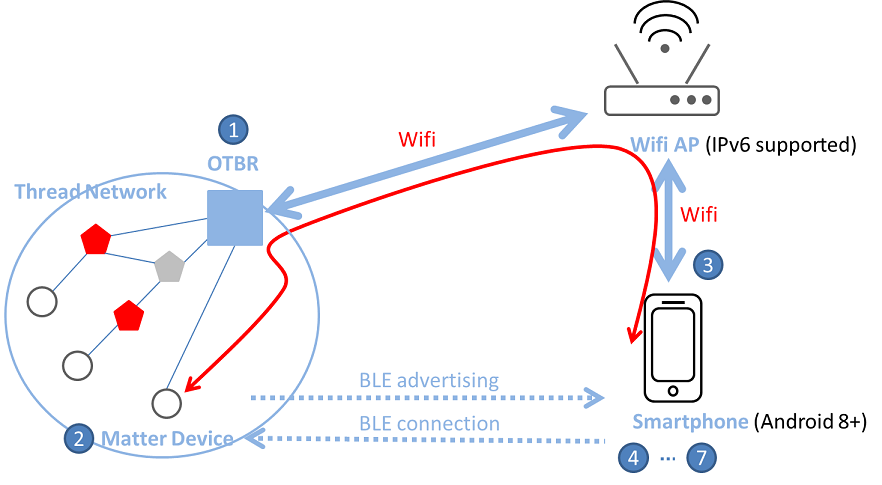 1
OTBR
Thread Network
Wifi
Wifi AP (IPv6 supported)
Wifi
3
BLE advertising
BLE connection
2 Matter Device
Smartphone (Android 8+)
4 ... 7